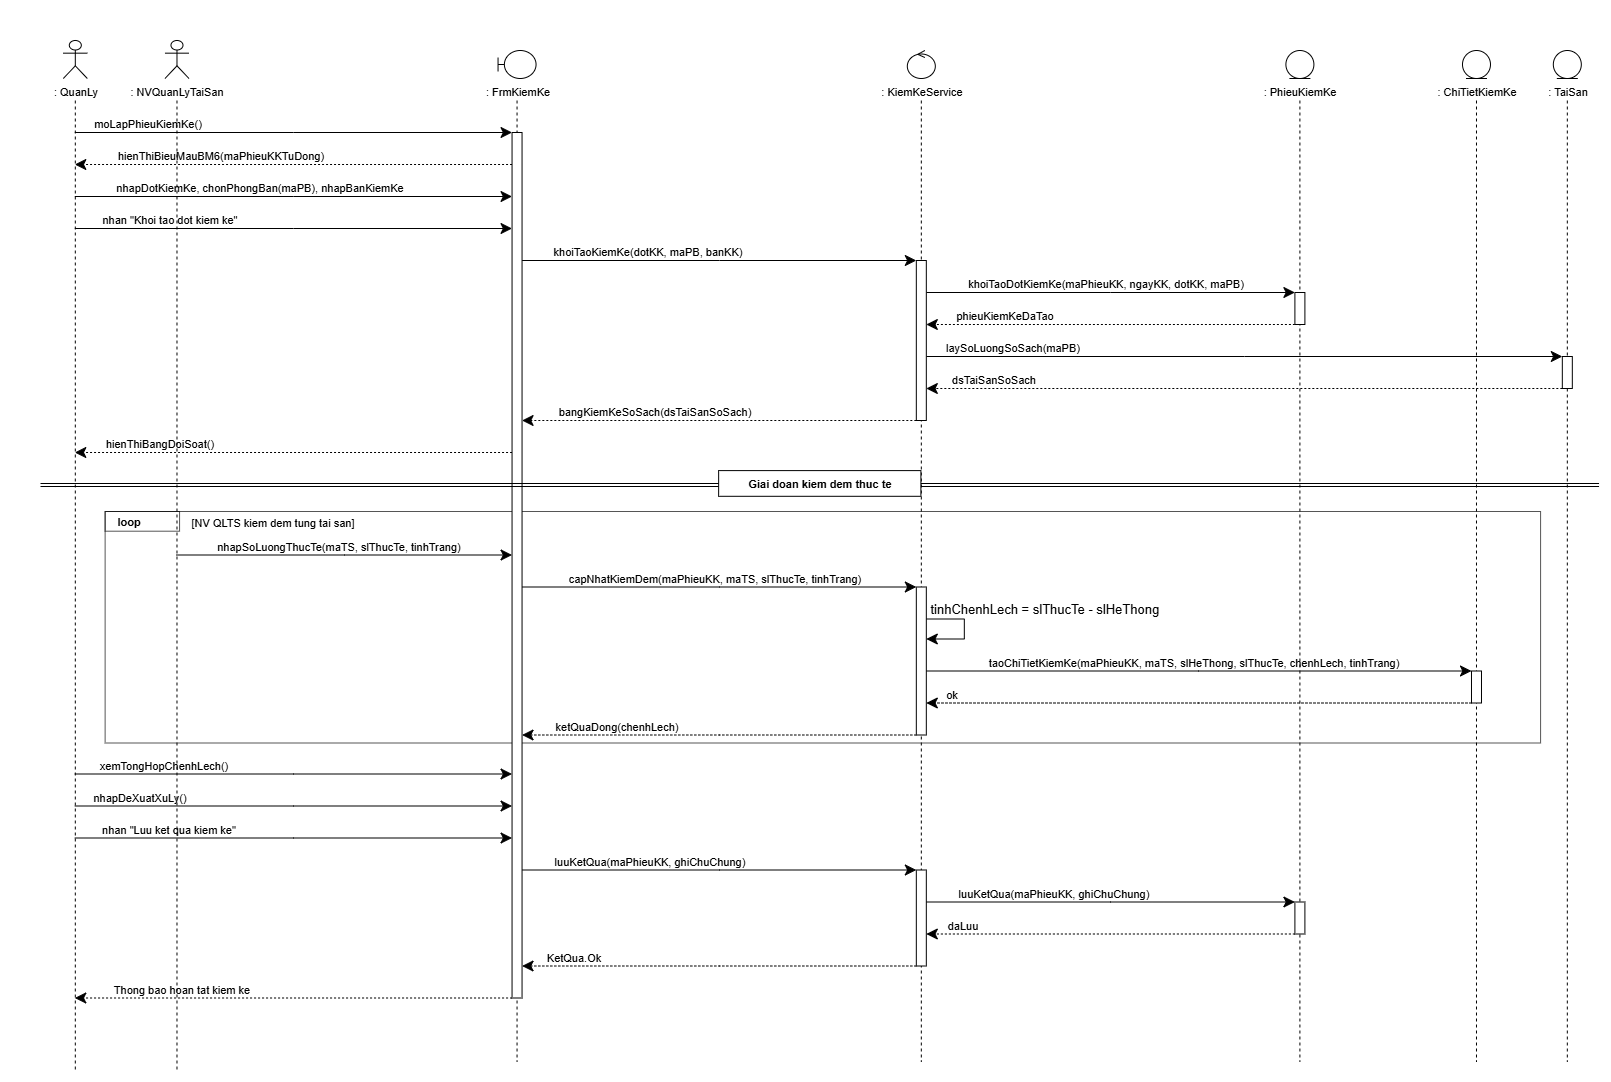 : QuanLy
: NVQuanLyTaiSan
: FrmKiemKe
: KiemKeService
: PhieuKiemKe
: ChiTietKiemKe
: TaiSan
moLapPhieuKiemKe()
hienThiBieuMauBM6(maPhieuKKTuDong)
nhapDotKiemKe, chonPhongBan(maPB), nhapBanKiemKe
nhan "Khoi tao dot kiem ke"
khoiTaoKiemKe(dotKK, maPB, banKK)
khoiTaoDotKiemKe(maPhieuKK, ngayKK, dotKK, maPB)
phieuKiemKeDaTao
laySoLuongSoSach(maPB)
dsTaiSanSoSach
bangKiemKeSoSach(dsTaiSanSoSach)
hienThiBangDoiSoat()
Giai doan kiem dem thuc te
loop
[NV QLTS kiem dem tung tai san]
nhapSoLuongThucTe(maTS, slThucTe, tinhTrang)
capNhatKiemDem(maPhieuKK, maTS, slThucTe, tinhTrang)
tinhChenhLech = slThucTe - slHeThong
taoChiTietKiemKe(maPhieuKK, maTS, slHeThong, slThucTe, chenhLech, tinhTrang)
ok
ketQuaDong(chenhLech)
xemTongHopChenhLech()
nhapDeXuatXuLy()
nhan "Luu ket qua kiem ke"
luuKetQua(maPhieuKK, ghiChuChung)
luuKetQua(maPhieuKK, ghiChuChung)
daLuu
KetQua.Ok
Thong bao hoan tat kiem ke